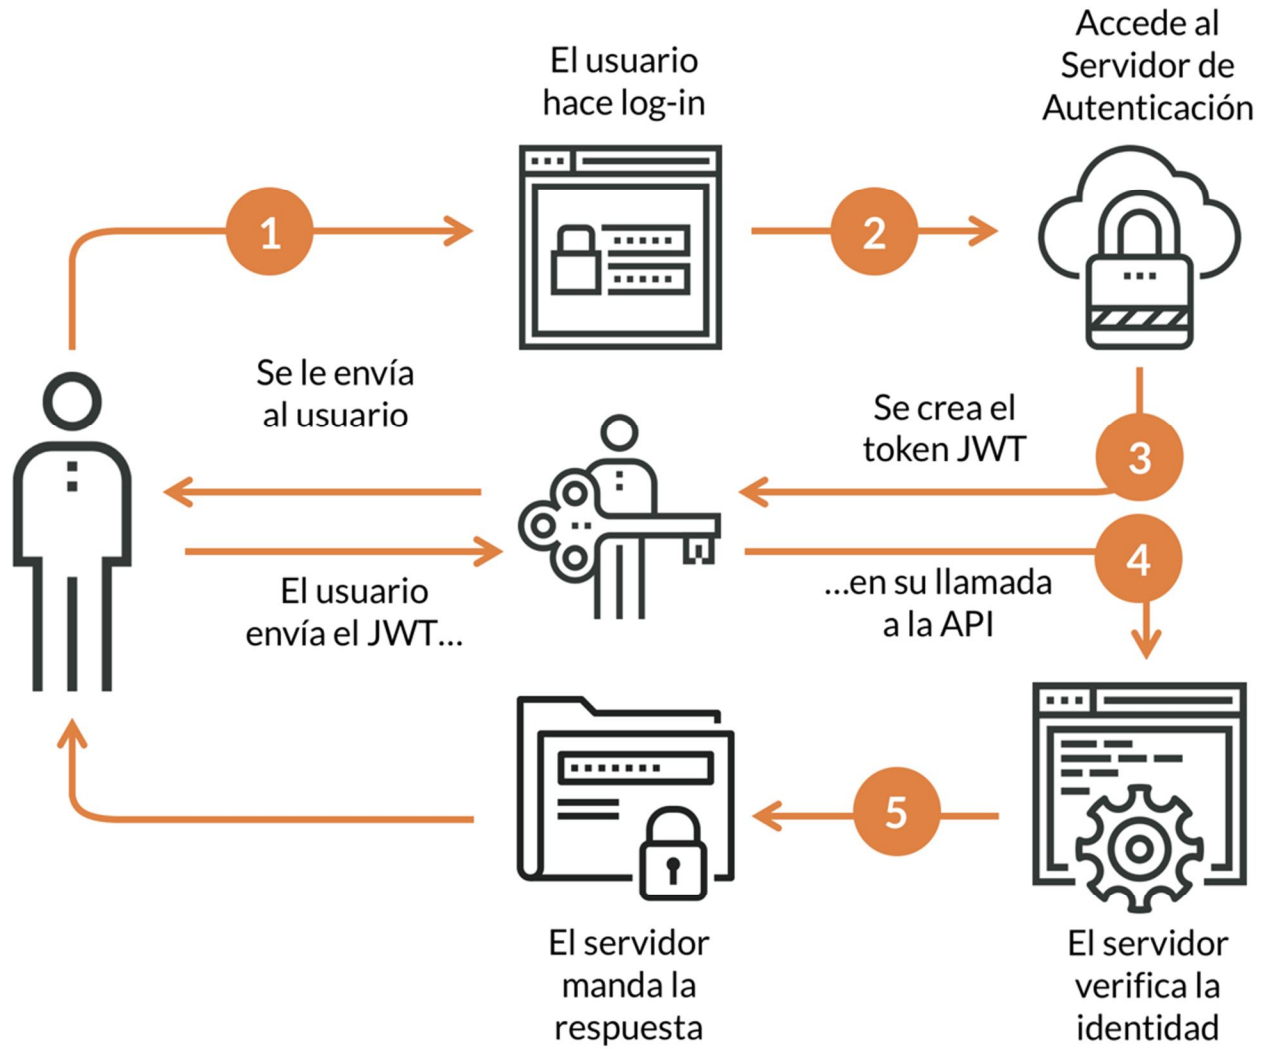 El usuario
hace log-in
Accede al
Servidor de
Autenticación
1
2
Se le envía
al usuario
Se crea el
token JWT
3
4
El usuario
envía el JWT...
...en su llamada
a la API
5
El servidor
manda la
respuesta
El servidor
verifica la
identidad